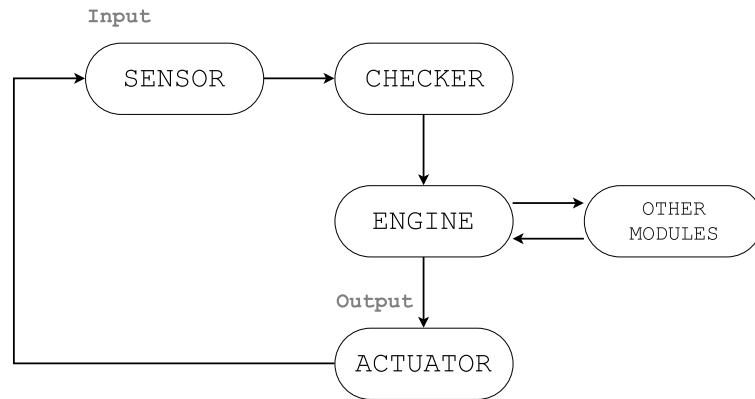 Input
SENSOR
CHECKER
ENGINE
OTHER
MODULES
Output
ACTUATOR